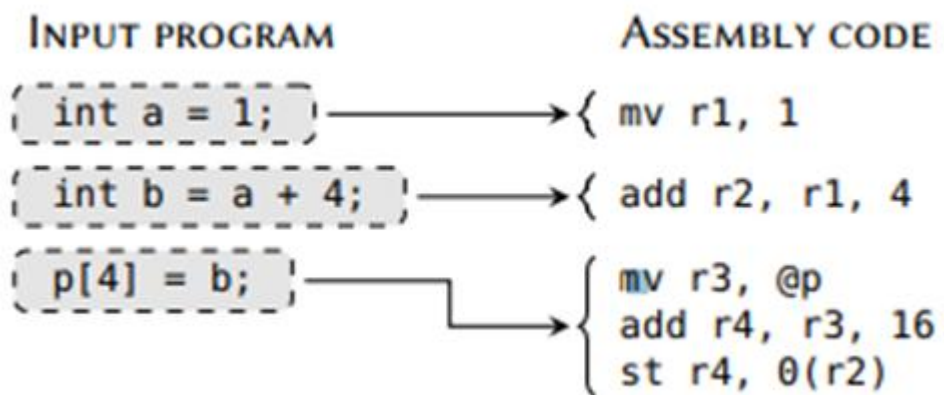 INPUT PROGRAM
ASSEMBLY CODE
int a = 1;
{ mv r1, 1
int b = a + 4;
{ add r2, r1, 4
p[4] = b;
{ mv r3, @p
add r4, r3, 16
st r4, 0(r2)